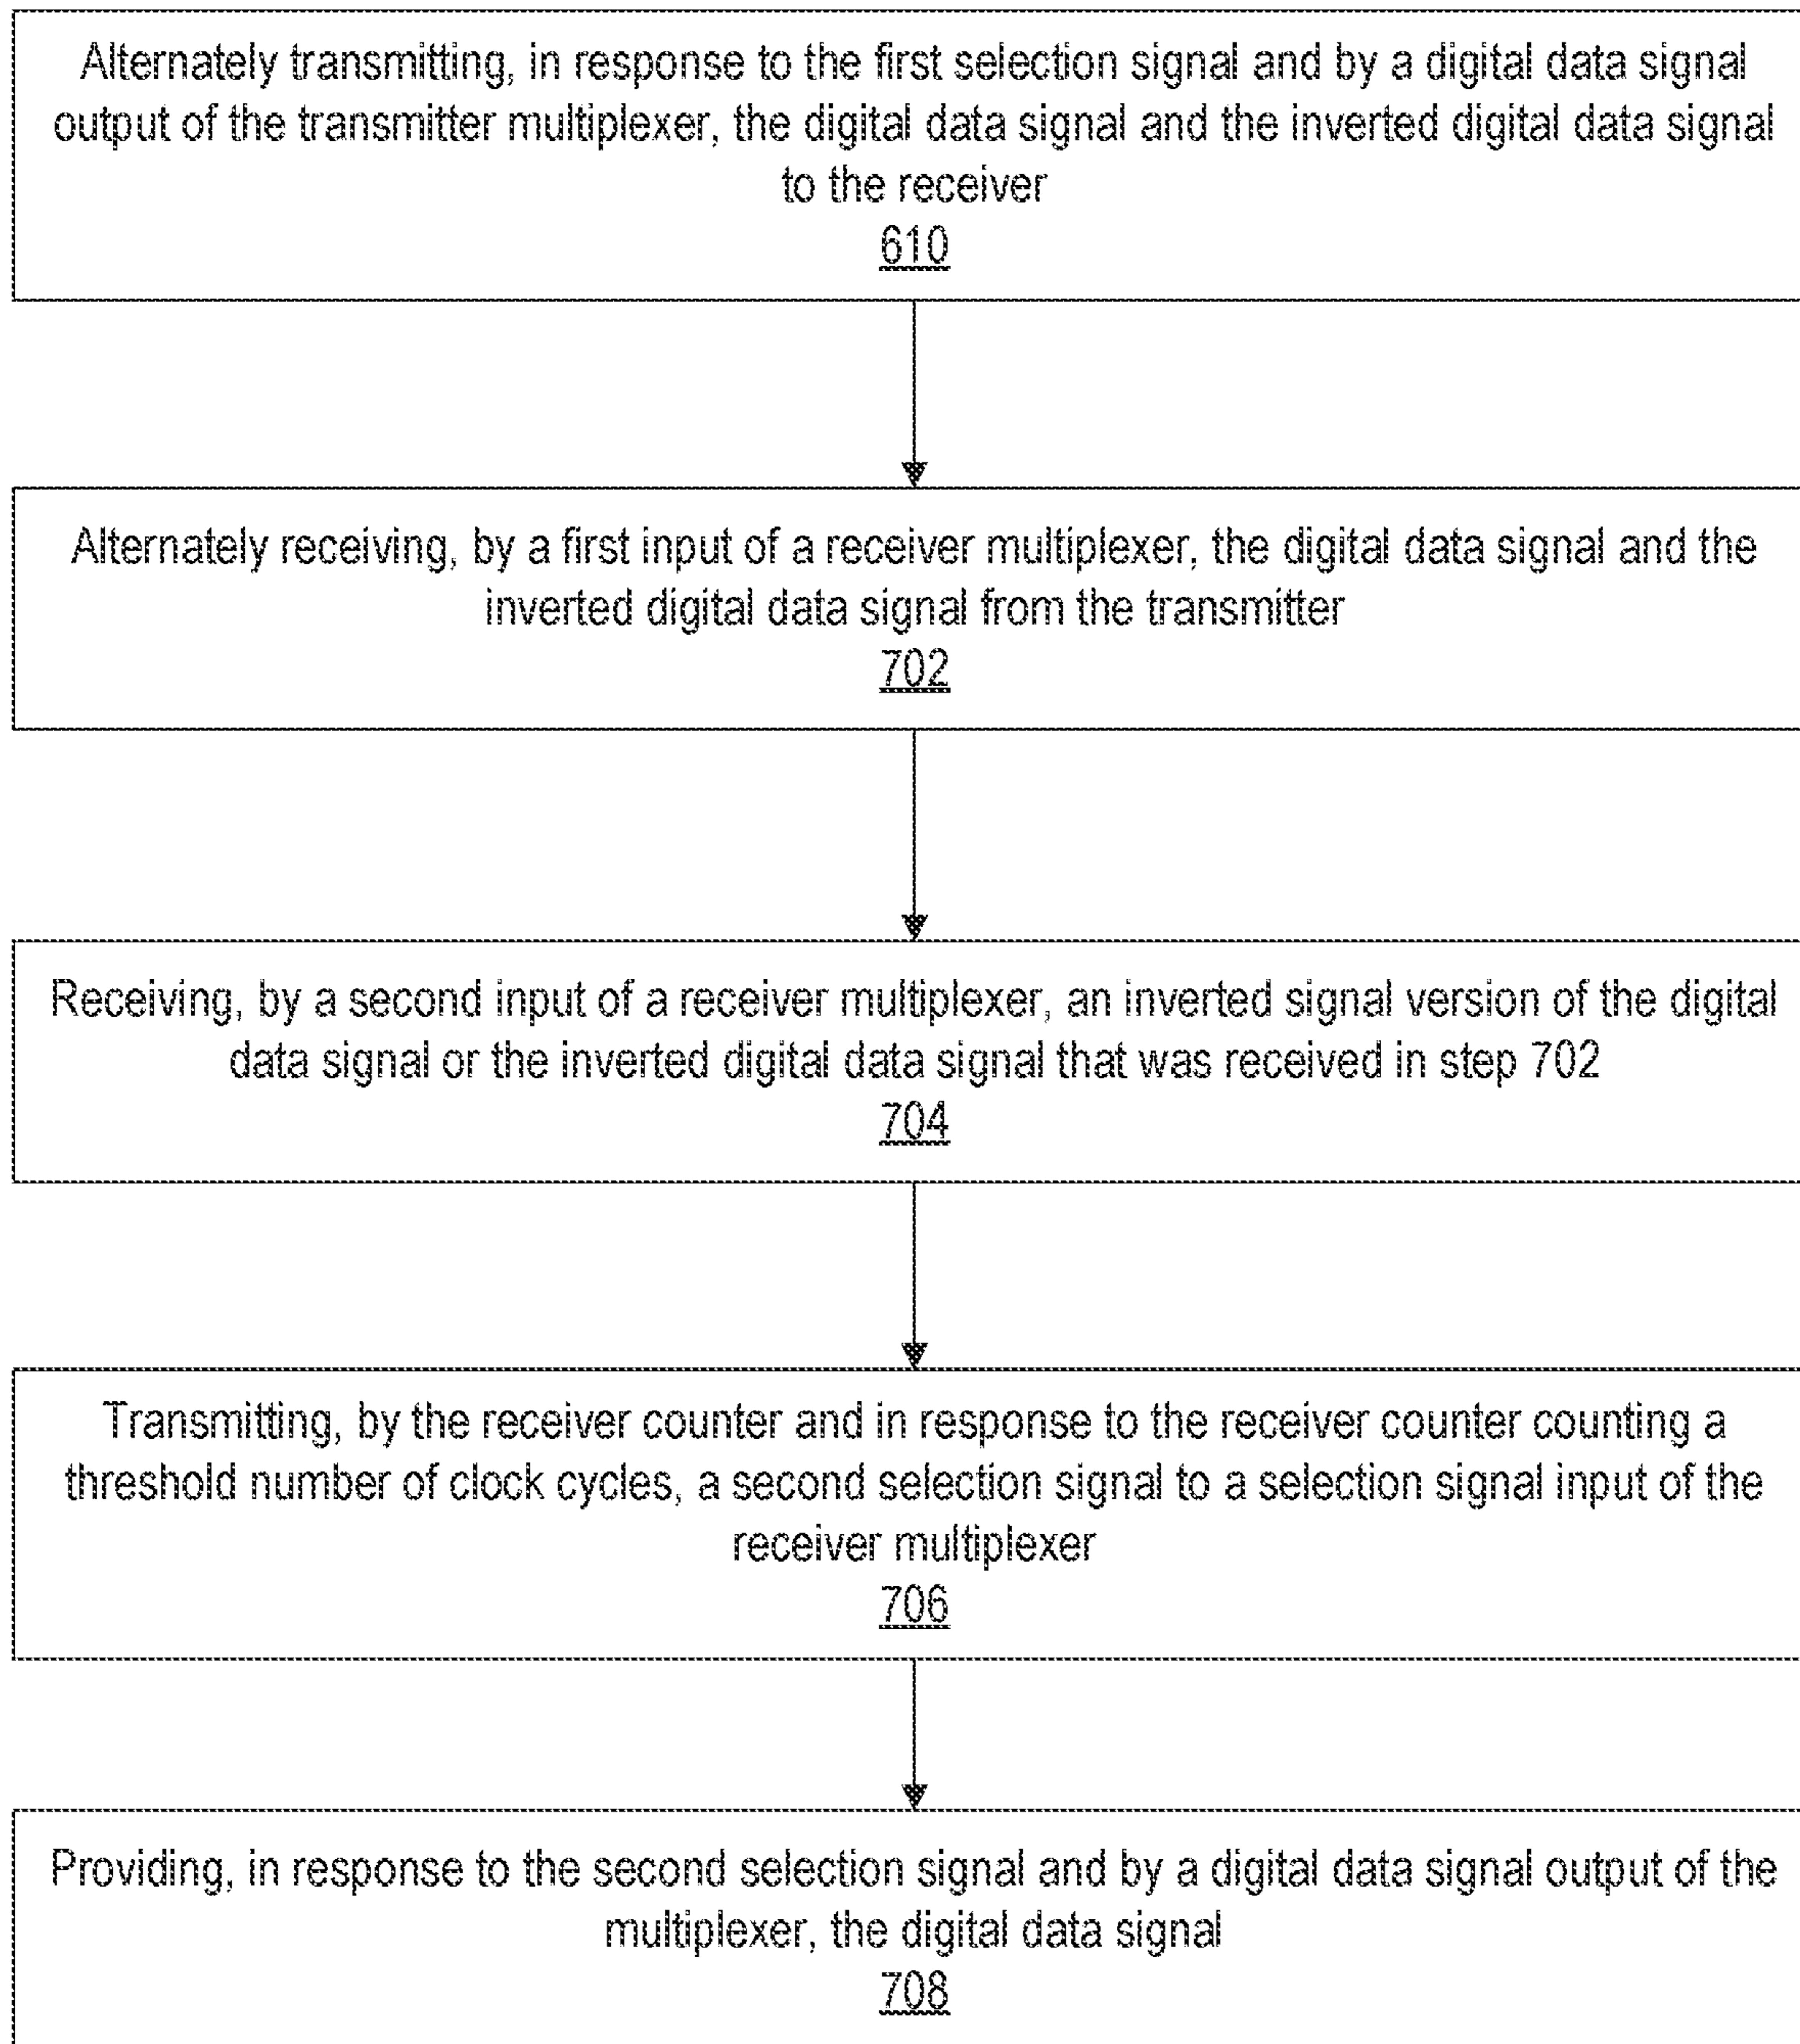 Alternately transmitting, in response to the first selection signal and by a digital data signal
output of the transmitter multiplexer, the digital data signal and the inverted digital data signal
to the receiver
610
Alternately receiving, by a first input of a receiver multiplexer, the digital data signal and the
inverted digital data signal from the transmitter
702
Receiving, by a second input of a receiver multiplexer, an inverted signal version of the digital
data signal or the inverted digital data signal that was received in step 702
704
Transmitting, by the receiver counter and in response to the receiver counter counting a
threshold number of clock cycles, a second selection signal to a selection signal input of the
receiver multiplexer
706
Providing, in response to the second selection signal and by a digital data signal output of the
multiplexer, the digital data signal
708